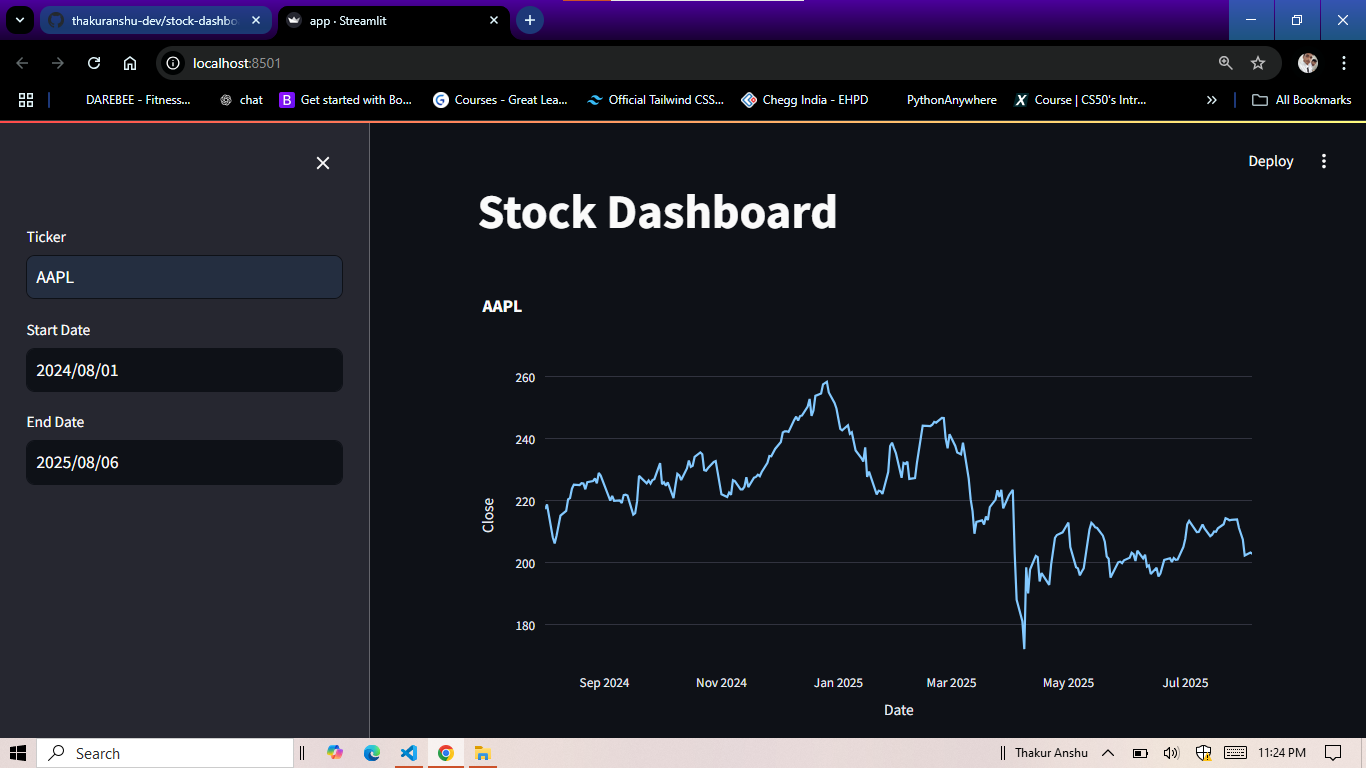 thakuranshu-dev/stock-dashbo
app · Streamlit
localhost:8501
DAREBEE - Fitness...
chat
Get started with Bo...
Courses - Great Lea...
Official Tailwind CSS...
Chegg India - EHPD
PythonAnywhere
Course | CS50's Intr...
All Bookmarks
Deploy
Ticker
AAPL
Start Date
2024/08/01
End Date
2025/08/06
Stock Dashboard
AAPL
260
240
220
200
180
Close
Sep 2024
Nov 2024
Jan 2025
Mar 2025
May 2025
Jul 2025
Date
Search
Thakur Anshu
11:24 PM